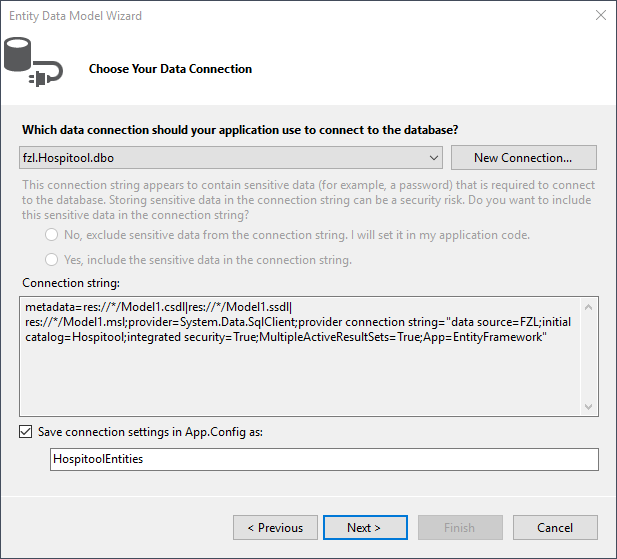 Entity Data Model Wizard
Choose Your Data Connection
Which data connection should your application use to connect to the database?
fzl.Hospitool.dbo
New Connection...
This connection string appears to contain sensitive data (for example, a password) that is required to connect
to the database. Storing sensitive data in the connection string can be a security risk. Do you want to include
this sensitive data in the connection string?
No, exclude sensitive data from the connection string. I will set it in my application code.
Yes, include the sensitive data in the connection string.
Connection string:
metadata=res://*/Model1.csdl|res://*/Model1.ssdl|
res://*/Model1.msl;provider=System.Data.SqlClient;provider connection string="data source=FZL;initial
catalog=Hospitool;integrated security=True;MultipleActiveResultSets=True;App=EntityFramework"
Save connection settings in App.Config as:
HospitoolEntities
< Previous
Next >
Finish
Cancel